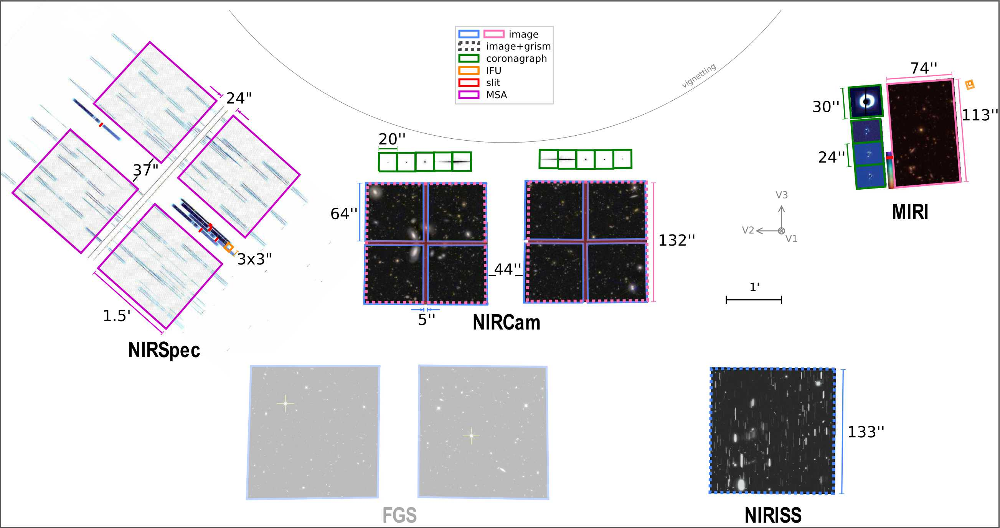 image
image+grism
coronagraph
IFU
slit
MSA
vignetting
24"
37"
3x3"
1.5'
NIRSpec
20''
64''
44''
132''
5''
NIRCam
V3
V2
V1
1'
74''
30''
113''
24''
MIRI
FGS
133''
NIRISS